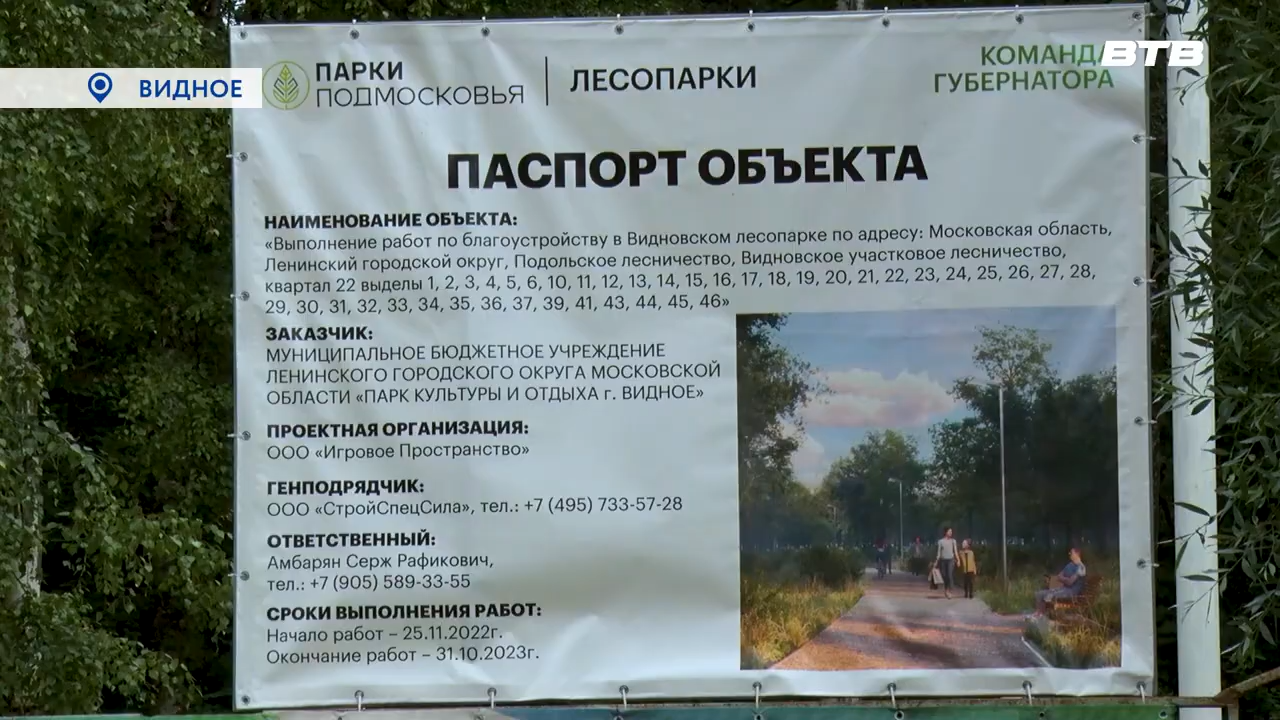 ВИДНОЕ
ПАРКИ
ПОДМОСКОВЬЯ
ЛЕСОПАРКИ
КОМАНДА
ГУБЕРНАТОРА
ВТВ
ПАСПОРТ ОБЪЕКТА
НАИМЕНОВАНИЕ ОБЪЕКТА:
«Выполнение работ по благоустройству в Видновском лесопарке по адресу: Московская область,
Ленинский городской округ, Подольское лесничество, Видновское участковое лесничество,
квартал 22 выделы 1, 2, 3, 4, 5, 6, 10, 11, 12, 13, 14, 15, 16, 17, 18, 19, 20, 21, 22, 23, 24, 25, 26, 27, 28,
29, 30, 31, 32, 33, 34, 35, 36, 37, 39, 41, 43, 44, 45, 46»
ЗАКАЗЧИК:
МУНИЦИПАЛЬНОЕ БЮДЖЕТНОЕ УЧРЕЖДЕНИЕ
ЛЕНИНСКОГО ГОРОДСКОГО ОКРУГА МОСКОВСКОЙ
ОБЛАСТИ «ПАРК КУЛЬТУРЫ И ОТДЫХА г. ВИДНОЕ»
ПРОЕКТНАЯ ОРГАНИЗАЦИЯ:
ООО «Игровое Пространство»
ГЕНПОДРЯДЧИК:
ООО «СтройСпецСила», тел.: +7 (495) 733-57-28
ОТВЕТСТВЕННЫЙ:
Амбарян Серж Рафикович,
тел.: +7 (905) 589-33-55
СРОКИ ВЫПОЛНЕНИЯ РАБОТ:
Начало работ – 25.11.2022г.
Окончание работ – 31.10.2023г.